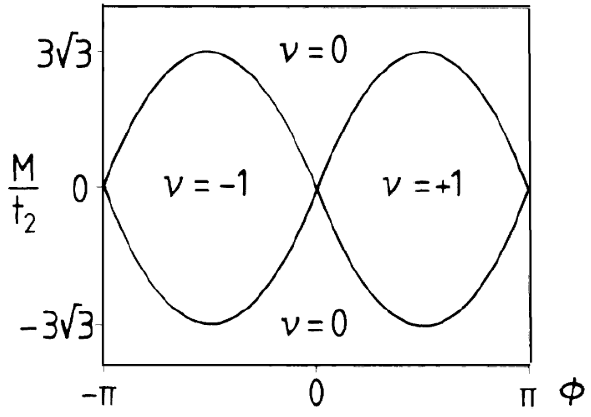 3√3
ν = 0
M/t₂
0
ν = -1
ν = +1
-3√3
ν = 0
-π
0
π
ϕ